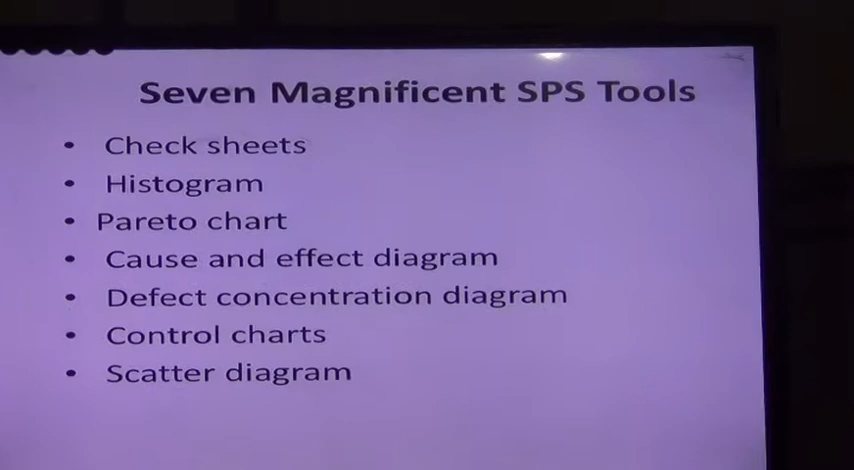 Seven Magnificent SPS Tools
• Check sheets
• Histogram
• Pareto chart
• Cause and effect diagram
• Defect concentration diagram
• Control charts
• Scatter diagram